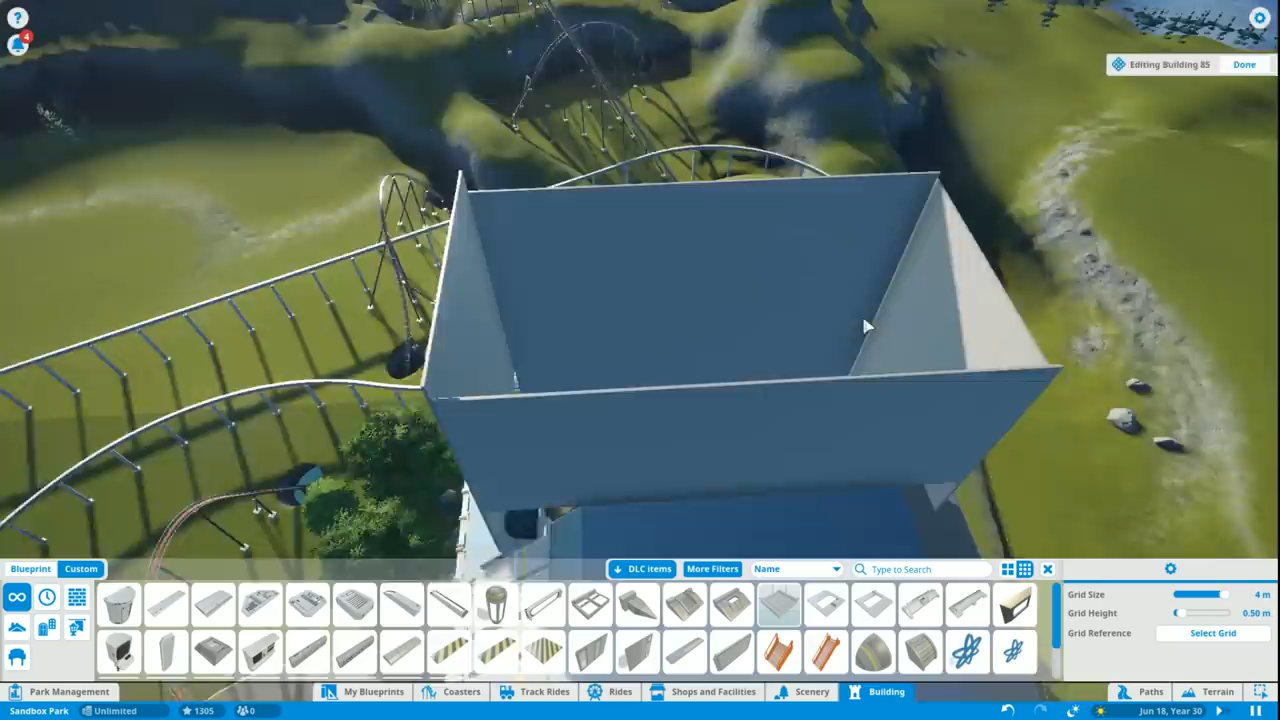 ?
4
Editing Building 85 Done
Blueprint Custom DLC items More Filters Name Type to Search
Grid Size 4 m
Grid Height 0.50 m
Grid Reference Select Grid
Park Management My Blueprints Coasters Track Rides Rides Shops and Facilities Scenery Building Paths Terrain
Sandbox Park Unlimited 1305 0 Jun 18, Year 30